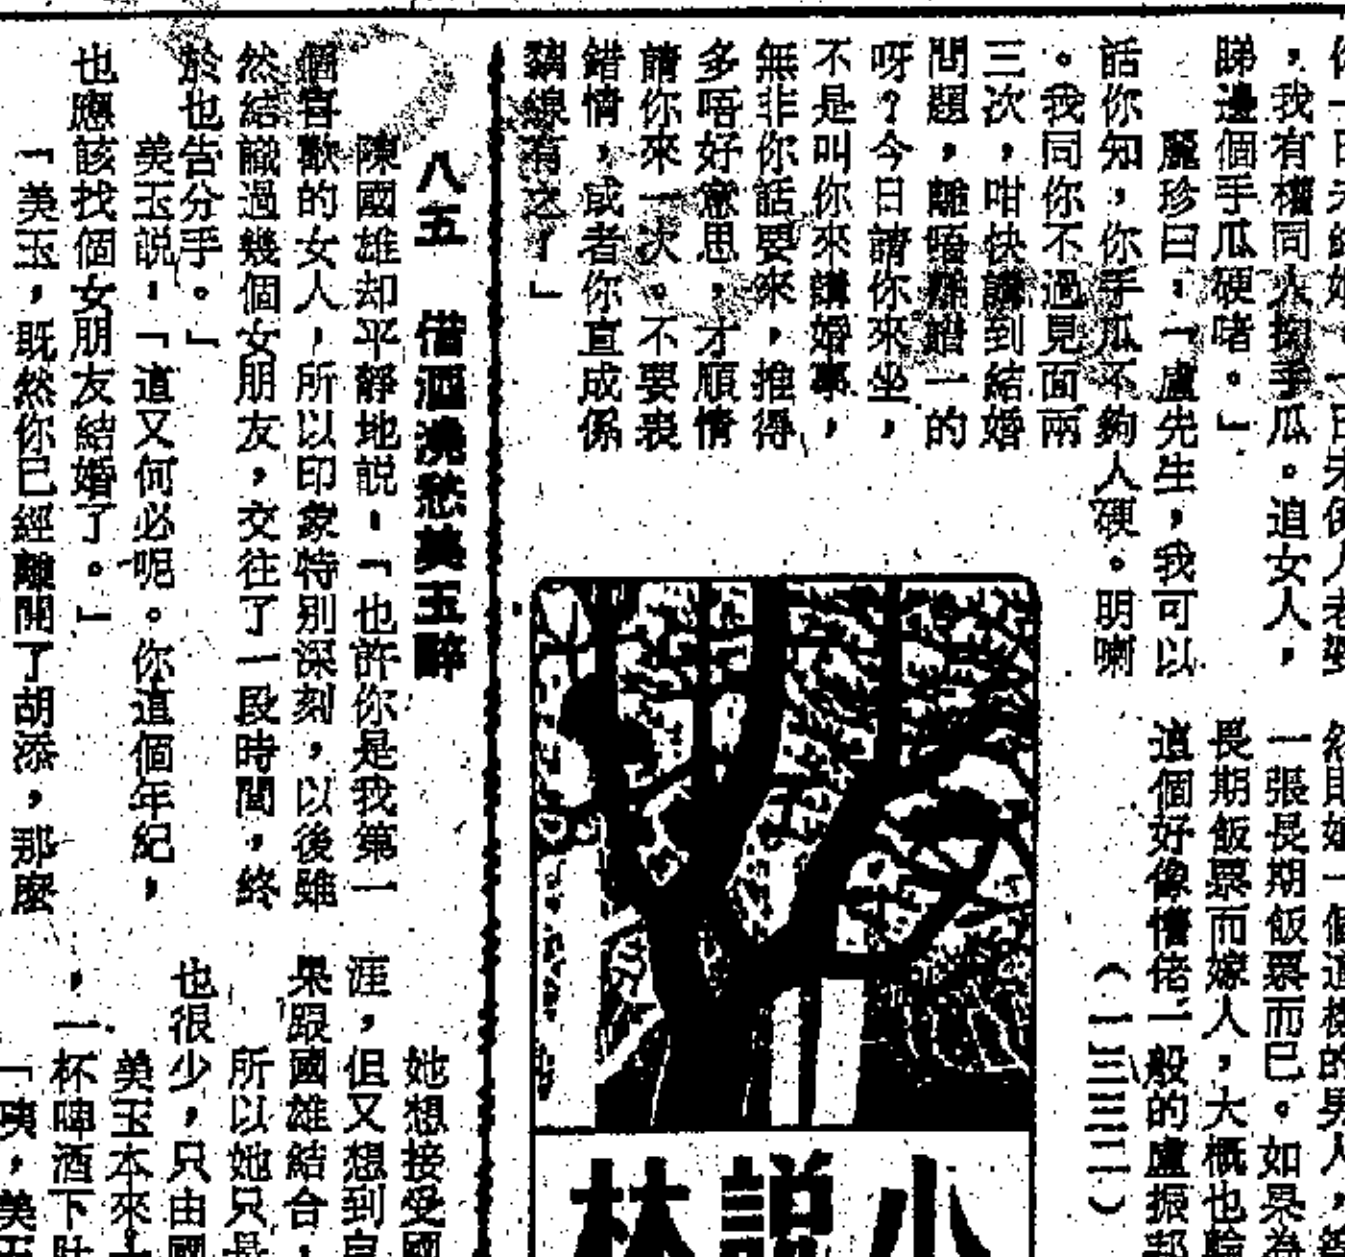 ，我有權同人搊手瓜。追女人，
睇邊個手瓜硬啫。」
麗珍曰：「盧先生，我可以
話你知，你手瓜不夠人硬。明喇
。我同你不過見面兩
三次，咁快講到結婚
問題，離唔離譜一的
呀？今日請你來坐，
不是叫你來講婚事，
無非你話要來，推得
多唔好意思，才順情
請你來一次。不要表
錯情，或者你直成係
黐線有之！」
一張長期飯票而已。如果為
長期飯票而嫁人，大概也
這個好像懵佬一般的盧振
（一三三二）
小說林
八五　借酒澆愁美玉醉
陳國雄却平靜地説：「也許你是我第一
個喜歡的女人，所以印象特別深刻，以後雖
然結識過幾個女朋友，交往了一段時間，終
於也告分手。」
美玉説：「這又何必呢。你這個年紀，
也應該找個女朋友結婚了。」
「美玉，既然你已經離開了胡添，那麼
她想接受國
涯，但又想到
果跟國雄結合，
所以她只
也很少，只由
美玉本來
，一杯啤酒下
「咦，美玉